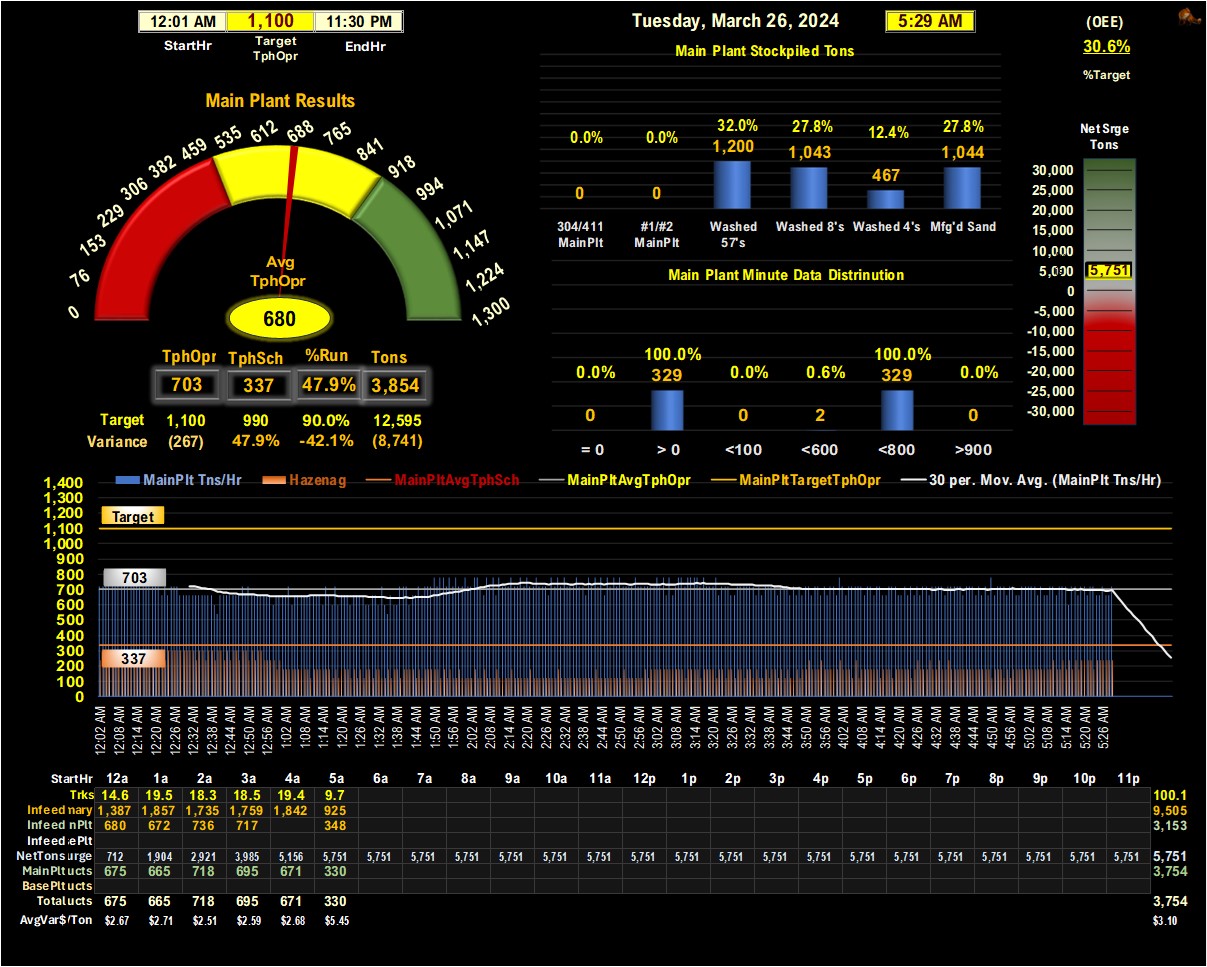 12:01 AM 1,100 11:30 PM
StartHr Target TphOpr EndHr
Tuesday, March 26, 2024 5:29 AM
(OEE)
30.6%
%Target
Main Plant Results
0 76 153 229 306 382 459 535 612 688 765 841 918 994 1,071 1,147 1,224 1,300
Avg
TphOpr
680
TphOpr TphSch %Run Tons
703 337 47.9% 3,854
Target 1,100 990 90.0% 12,595
Variance (267) 47.9% -42.1% (8,741)
Main Plant Stockpiled Tons
0.0% 0.0% 32.0% 27.8% 12.4% 27.8%
0 0 1,200 1,043 467 1,044
304/411 MainPlt #1/#2 MainPlt Washed 57's Washed 8's Washed 4's Mfg'd Sand
Main Plant Minute Data Distrinution
0.0% 100.0% 0.0% 0.6% 100.0% 0.0%
0 329 0 2 329 0
= 0 > 0 <100 <600 <800 >900
Net Srge
Tons
30,000
25,000
20,000
15,000
10,000
5,000
5,751
0
-5,000
-10,000
-15,000
-20,000
-25,000
-30,000
MainPlt Tns/Hr Hazenag MainPltAvgTphSch MainPltAvgTphOpr MainPltTargetTphOpr 30 per. Mov. Avg. (MainPlt Tns/Hr)
1,400
1,300
1,200
1,100
1,000
900
800
700
600
500
400
300
200
100
0
Target
703
337
12:02 AM 12:08 AM 12:14 AM 12:20 AM 12:26 AM 12:32 AM 12:38 AM 12:44 AM 12:50 AM 12:56 AM 1:02 AM 1:08 AM 1:14 AM 1:20 AM 1:26 AM 1:32 AM 1:38 AM 1:44 AM 1:50 AM 1:56 AM 2:02 AM 2:08 AM 2:14 AM 2:20 AM 2:26 AM 2:32 AM 2:38 AM 2:44 AM 2:50 AM 2:56 AM 3:02 AM 3:08 AM 3:14 AM 3:20 AM 3:26 AM 3:32 AM 3:38 AM 3:44 AM 3:50 AM 3:56 AM 4:02 AM 4:08 AM 4:14 AM 4:20 AM 4:26 AM 4:32 AM 4:38 AM 4:44 AM 4:50 AM 4:56 AM 5:02 AM 5:08 AM 5:14 AM 5:20 AM 5:26 AM
StartHr 12a 1a 2a 3a 4a 5a 6a 7a 8a 9a 10a 11a 12p 1p 2p 3p 4p 5p 6p 7p 8p 9p 10p 11p
Trks 14.6 19.5 18.3 18.5 19.4 9.7 100.1
Infeed nary 1,387 1,857 1,735 1,759 1,842 925 9,505
Infeed nPlt 680 672 736 717 348 3,153
Infeed ePlt
NetTons urge 712 1,904 2,921 3,985 5,156 5,751 5,751 5,751 5,751 5,751 5,751 5,751 5,751 5,751 5,751 5,751 5,751 5,751 5,751 5,751 5,751 5,751 5,751 5,751 5,751
MainPlt ucts 675 665 718 695 671 330 3,754
BasePlt ucts
Total ucts 675 665 718 695 671 330 3,754
AvgVar$/Ton $2.67 $2.71 $2.51 $2.59 $2.68 $5.45 $3.10